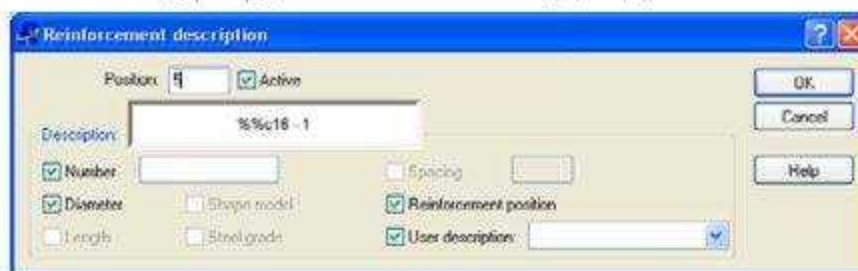 Reinforcement description
Position: Active
OK
Cancel
Help
%%c16 - 1
Description:
Number Spacing
Diameter Shape model Reinforcement position
Length Steel grade User description: